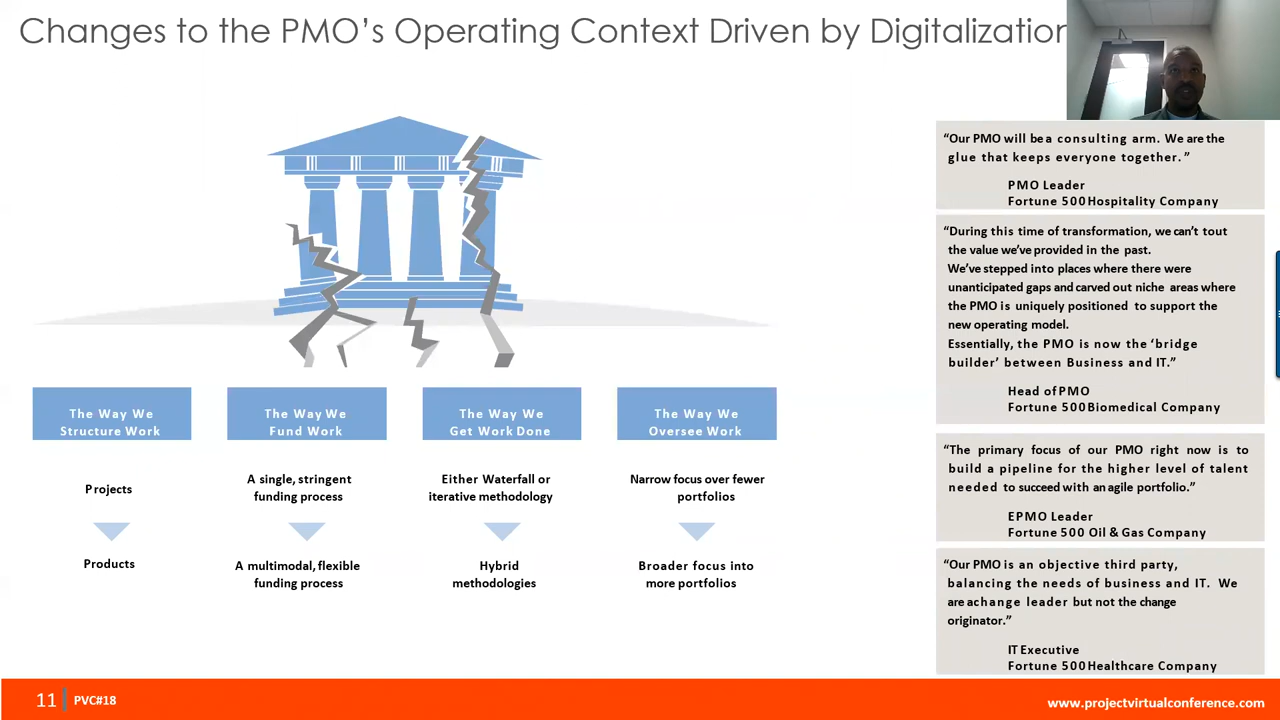 Changes to the PMO's Operating Context Driven by Digitalization
The Way We
Structure Work
The Way We
Fund Work
The Way We
Get Work Done
The Way We
Oversee Work
Projects
A single, stringent
funding process
Either Waterfall or
iterative methodology
Narrow focus over fewer
portfolios
Products
A multimodal, flexible
funding process
Hybrid
methodologies
Broader focus into
more portfolios
“Our PMO will bea consulting arm. We are the
glue that keeps everyone together.”
PMO Leader
Fortune 500Hospitality Company
“During this time of transformation, we can’t tout
the value we’ve provided in the past.
We’ve stepped into places where there were
unanticipated gaps and carved out niche areas where
the PMO is uniquely positioned to support the
new operating model.
Essentially, the PMO is now the ‘bridge
builder’ between Business and IT.”
Head of PMO
Fortune 500Biomedical Company
“The primary focus of our PMO right now is to
build a pipeline for the higher level of talent
needed to succeed with an agile portfolio.”
EPMO Leader
Fortune 500 Oil & Gas Company
“Our PMO is an objective third party,
balancing the needs of business and IT. We
are achange leader but not the change
originator.”
IT Executive
Fortune 500Healthcare Company
11
PVC#18
www.projectvirtualconference.com